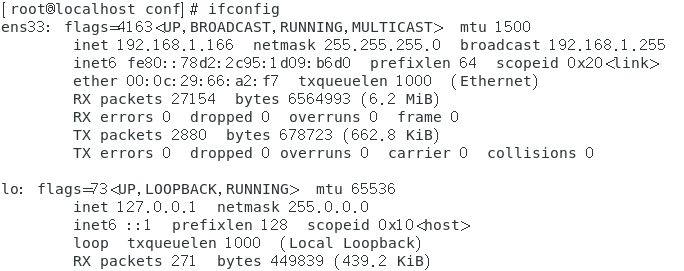 [root@localhost conf]# ifconfig
ens33: flags=4163<UP,BROADCAST,RUNNING,MULTICAST>  mtu 1500
        inet 192.168.1.166  netmask 255.255.255.0  broadcast 192.168.1.255
        inet6 fe80::78d2:2c95:1d09:b6d0  prefixlen 64  scopeid 0x20<link>
        ether 00:0c:29:66:a2:f7  txqueuelen 1000  (Ethernet)
        RX packets 27154  bytes 6564993 (6.2 MiB)
        RX errors 0  dropped 0  overruns 0  frame 0
        TX packets 2880  bytes 678723 (662.8 KiB)
        TX errors 0  dropped 0 overruns 0  carrier 0  collisions 0
lo: flags=73<UP,LOOPBACK,RUNNING>  mtu 65536
        inet 127.0.0.1  netmask 255.0.0.0
        inet6 ::1  prefixlen 128  scopeid 0x10<host>
        loop  txqueuelen 1000  (Local Loopback)
        RX packets 271  bytes 449839 (439.2 KiB)